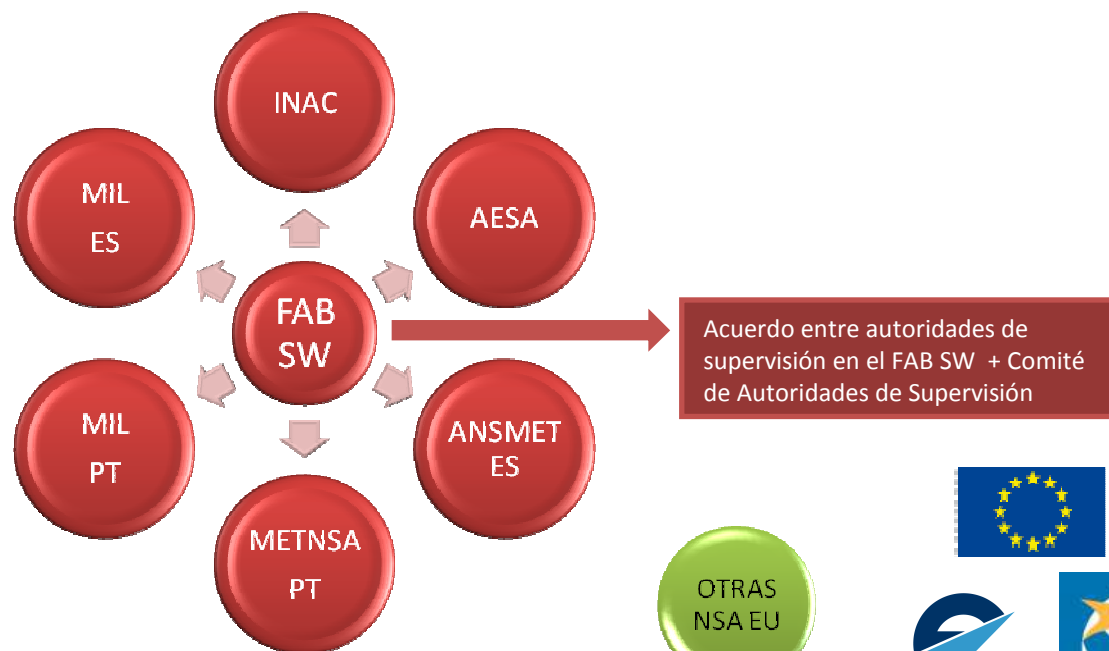 INAC
MIL
ES
AESA
FAB
SW
Acuerdo entre autoridades de
supervisión en el FAB SW + Comité
de Autoridades de Supervisión
MIL
PT
ANSMET
ES
METNSA
PT
OTRAS
NSA EU